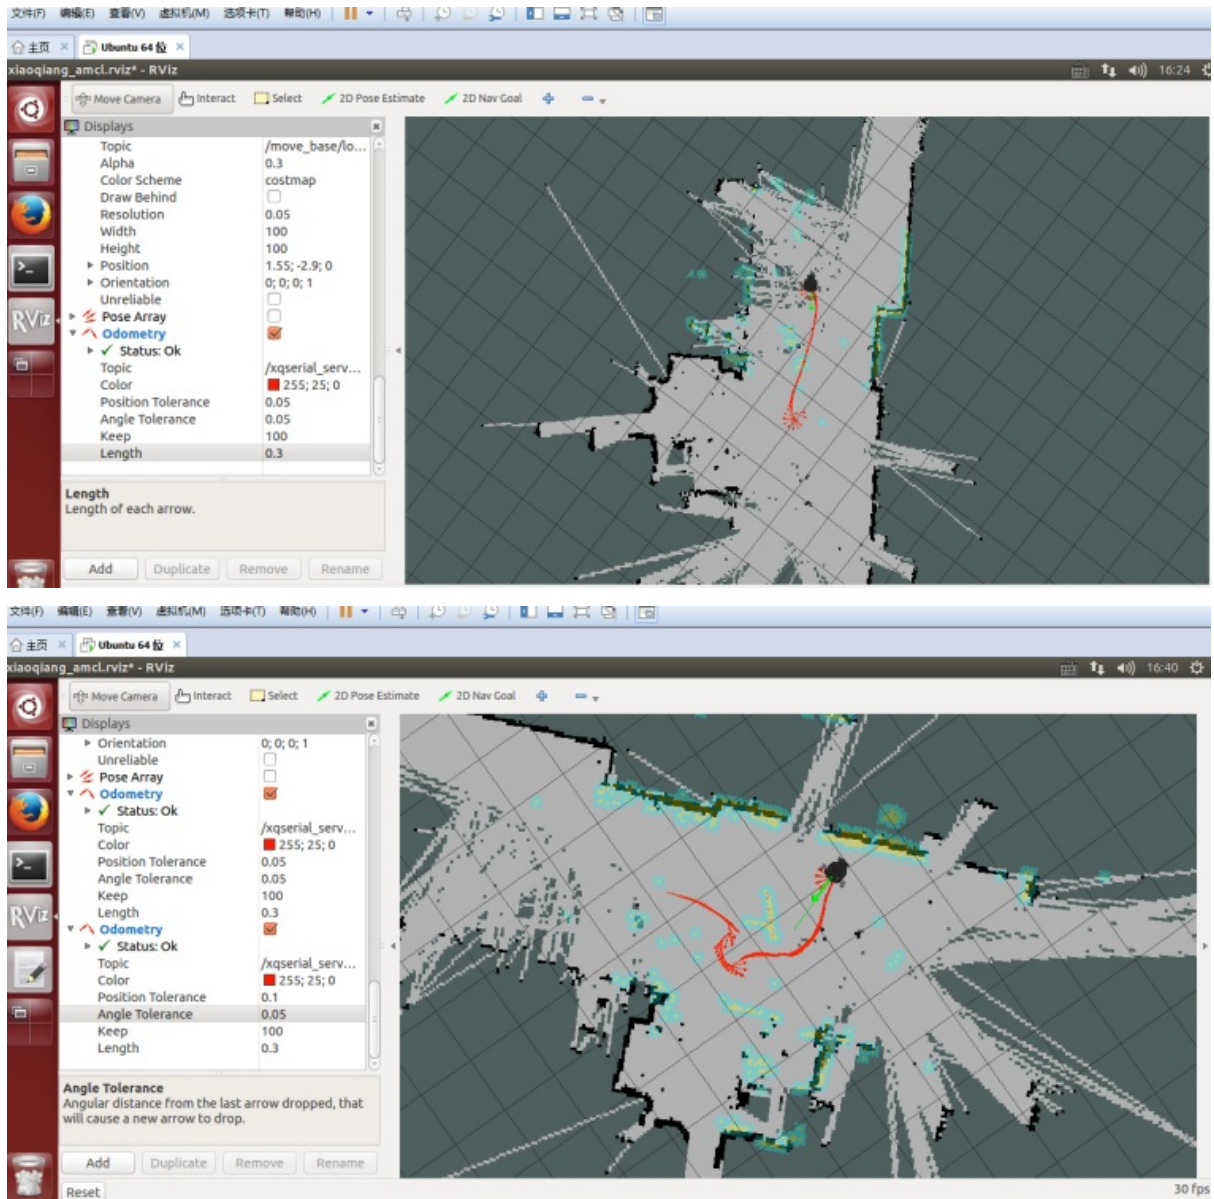 文件(F) 编辑(E) 查看(V) 虚拟机(M) 选项卡(T) 帮助(H)
主页 × Ubuntu 64 位 ×
xiaoqiang_amcl.rviz* - RViz 16:24
Move Camera Interact Select 2D Pose Estimate 2D Nav Goal
Displays
Topic /move_base/lo...
Alpha 0.3
Color Scheme costmap
Draw Behind
Resolution 0.05
Width 100
Height 100
Position 1.55; -2.9; 0
Orientation 0; 0; 0; 1
Unreliable
Pose Array
Odometry
Status: Ok
Topic /xqserial_serv...
Color 255; 25; 0
Position Tolerance 0.05
Angle Tolerance 0.05
Keep 100
Length 0.3
RViz
Length
Length of each arrow.
Add Duplicate Remove Rename
文件(F) 编辑(E) 查看(V) 虚拟机(M) 选项卡(T) 帮助(H)
主页 × Ubuntu 64 位 ×
xiaoqiang_amcl.rviz* - RViz 16:40
Move Camera Interact Select 2D Pose Estimate 2D Nav Goal
Displays
Orientation 0; 0; 0; 1
Unreliable
Pose Array
Odometry
Status: Ok
Topic /xqserial_serv...
Color 255; 25; 0
Position Tolerance 0.05
Angle Tolerance 0.05
Keep 100
Length 0.3
Odometry
Status: Ok
Topic /xqserial_serv...
Color 255; 25; 0
Position Tolerance 0.1
Angle Tolerance 0.05
Keep 100
Length 0.3
RViz
Angle Tolerance
Angular distance from the last arrow dropped, that
will cause a new arrow to drop.
Add Duplicate Remove Rename
Reset 30 fps